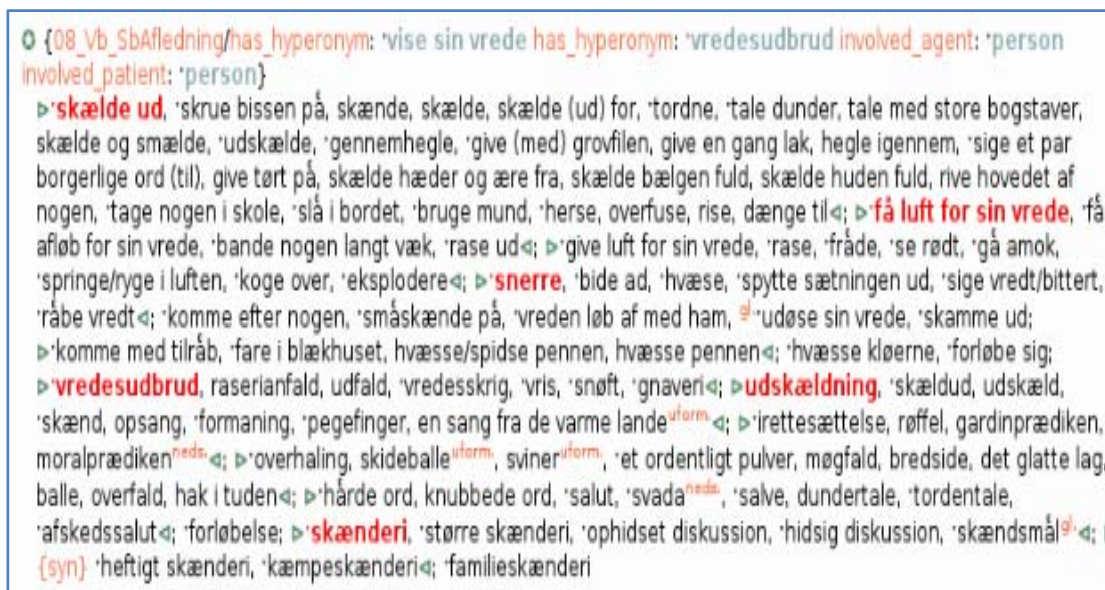 ✪ {08_Vb_SbAfledning/has_hyperonym: ·vise sin vrede has_hyperonym: ·vredesudbrud involved_agent: ·person
involved_patient: ·person}
▹·skælde ud, ·skrue bissen på, skænde, skælde, skælde (ud) for, ·tordne, ·tale dunder, tale med store bogstaver,
skælde og smælde, ·udskælde, ·gennemhegle, ·give (med) grovfilen, give en gang lak, hegle igennem, ·sige et par
borgerlige ord (til), give tørt på, skælde hæder og ære fra, skælde bælgen fuld, skælde huden fuld, rive hovedet af
nogen, ·tage nogen i skole, ·slå i bordet, ·bruge mund, ·herse, overfuse, rise, dænge til◃; ▹·få luft for sin vrede, ·få
afløb for sin vrede, ·bande nogen langt væk, ·rase ud◃; ▹·give luft for sin vrede, ·rase, ·fråde, ·se rødt, ·gå amok,
·springe/ryge i luften, ·koge over, ·eksplodere◃; ▹·snerre, ·bide ad, ·hvæse, ·spytte sætningen ud, ·sige vredt/bittert,
·råbe vredt◃; ·komme efter nogen, ·småskænde på, ·vreden løb af med ham, gl. ·udøse sin vrede, ·skamme ud;
▹·komme med tilråb, ·fare i blækhuset, hvæsse/spidse pennen, hvæsse pennen◃; ·hvæsse kløerne, ·forløbe sig;
▹·vredesudbrud, raserianfald, udfald, ·vredesskrig, ·vris, ·snøft, ·gnaveri◃; ▹udskældning, ·skældud, udskæld,
·skænd, opsang, ·formaning, ·pegefinger, en sang fra de varme lande uform. ◃; ▹·irettesættelse, røffel, gardinprædiken,
moralprædiken neds. ◃; ▹·overhaling, skideballe uform., sviner uform., ·et ordentligt pulver, møgfald, bredside, det glatte lag,
balle, overfald, hak i tuden◃; ▹·hårde ord, knubbede ord, ·salut, ·svada neds., ·salve, dundertale, ·tordentale,
·afskedssalut◃; ·forløbelse; ▹·skænderi, ·større skænderi, ·ophidset diskussion, ·hidsig diskussion, ·skændsmål gl. ◃;
{syn} ·heftigt skænderi, ·kæmpeskænderi◃; ·familieskænderi